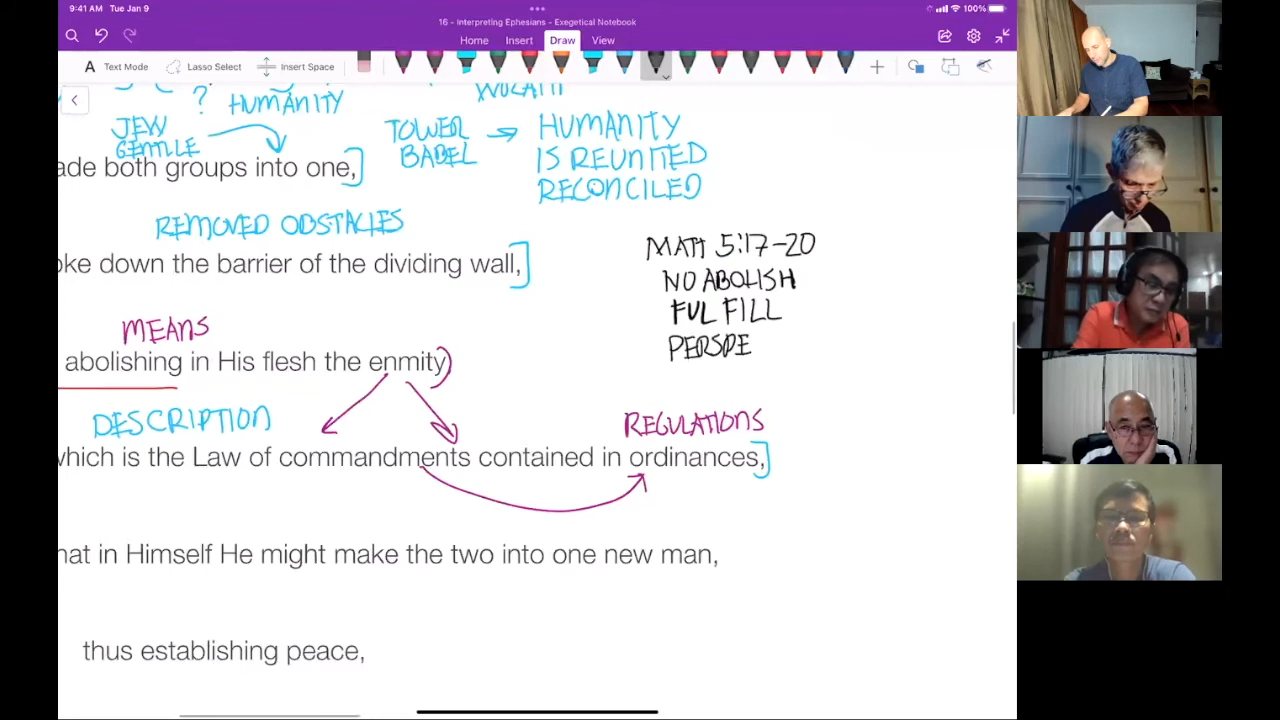 9:41 AM Tue Jan 9
100%
16 - Interpreting Ephesians - Exegetical Notebook
Home Insert Draw View
Text Mode Lasso Select Insert Space
? HUMANITY
JEW
GENTILE
TOWER BABEL → HUMANITY IS REUNITED RECONCILED
ade both groups into one,]
REMOVED OBSTACLES
oke down the barrier of the dividing wall,]
MATT 5:17-20
NO ABOLISH
FULFILL
PERSPE
MEANS
abolishing in His flesh the enmity)
DESCRIPTION
REGULATIONS
which is the Law of commandments contained in ordinances,]
hat in Himself He might make the two into one new man,
thus establishing peace,